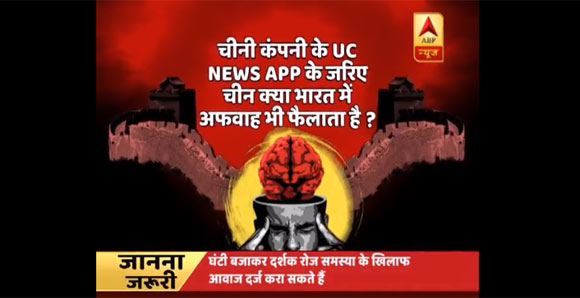 abp
न्यूज़
चीनी कंपनी के UC
NEWS APP के जरिए
चीन क्या भारत में
अफवाह भी फैलाता है ?
जानना
जरूरी
घंटी बजाकर दर्शक रोज समस्या के खिलाफ
आवाज दर्ज करा सकते हैं